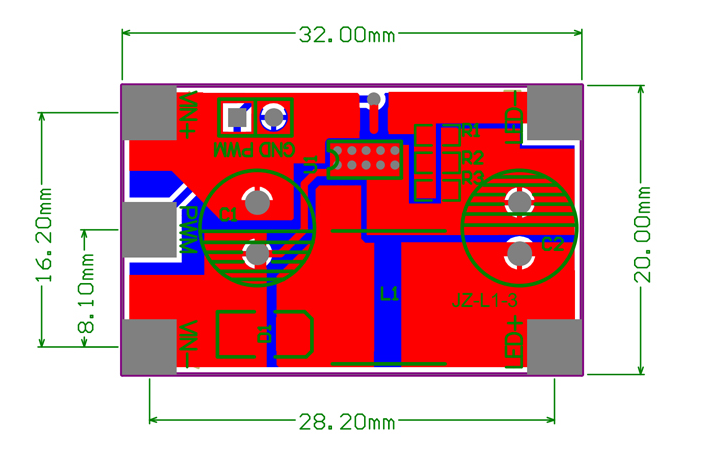 32.00mm
VIN+
GND PWM
U1
R1
R2
R3
LED-
C1
PWM
C2
16.20mm
8.10mm
20.00mm
L1
JZ-L1-3
D1
VIN-
LED+
28.20mm